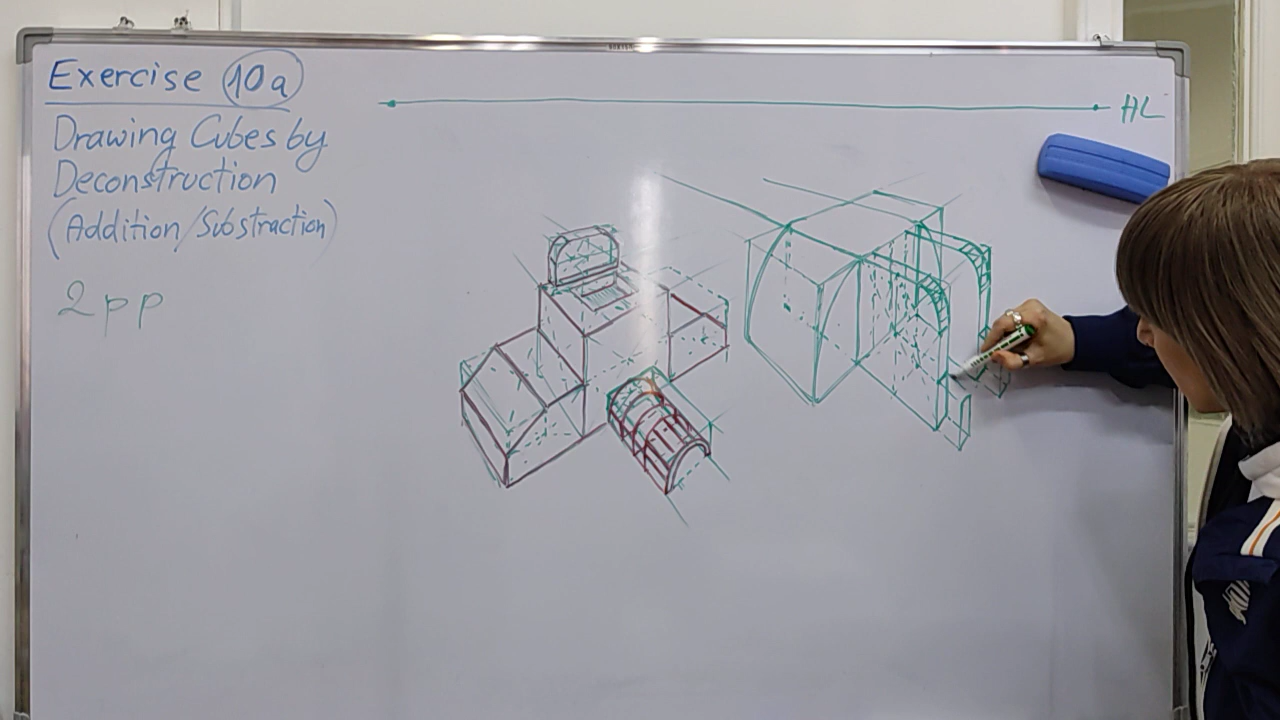 Exercise 10a
HL
Drawing Cubes by
Deconstruction
(Addition/Substraction)
2pp